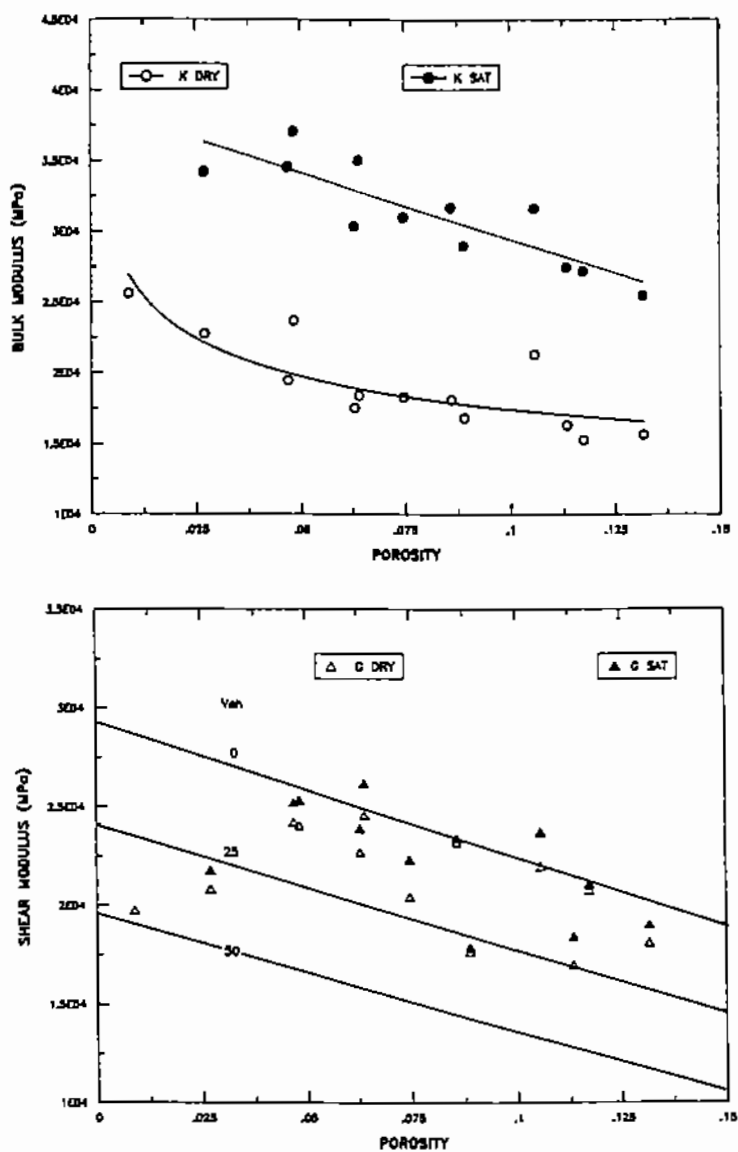 4.5E04
K DRY
K SAT
4E04
3.5E04
3E04
2.5E04
2E04
1.5E04
1E04
BULK MODULUS (MPa)
0 .025 .05 .075 .1 .125 .15
POROSITY
3.5E04
G DRY
G SAT
3E04
Vsh
0
2.5E04
25
2E04
50
1.5E04
1E04
SHEAR MODULUS (MPa)
0 .025 .05 .075 .1 .125 .15
POROSITY